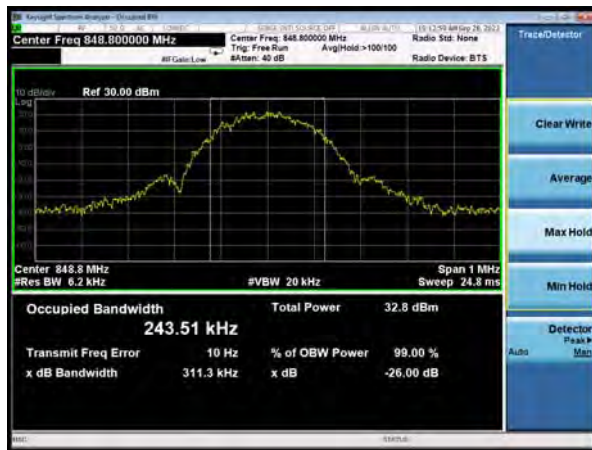 Keysight Spectrum Analyzer - Occupied BW
Center Freq 848.800000 MHz
Center Freq: 848.800000 MHz
Radio Std: None
Trig: Free Run
Avg|Hold:>100/100
#IFGain:Low
#Atten: 40 dB
Radio Device: BTS
Trace/Detector
10 dB/div
Ref 30.00 dBm
Log
Clear Write
Average
Max Hold
Min Hold
Center 848.8 MHz
Span 1 MHz
#Res BW 6.2 kHz
#VBW 20 kHz
Sweep 24.8 ms
Occupied Bandwidth
Total Power
32.8 dBm
243.51 kHz
Transmit Freq Error
10 Hz
% of OBW Power
99.00 %
x dB Bandwidth
311.3 kHz
x dB
-26.00 dB
Detector
Peak
Auto
Man
MSG
STATUS